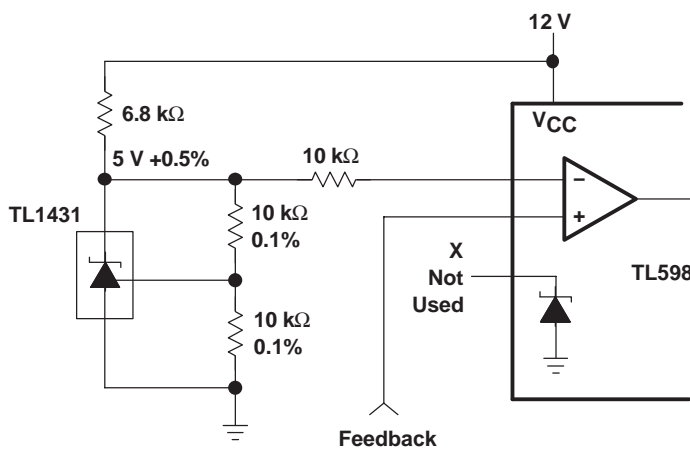 12 V
6.8 kΩ
VCC
5 V +0.5%
10 kΩ
−
TL1431
10 kΩ
0.1%
+
X
Not
Used
TL598
10 kΩ
0.1%
Feedback